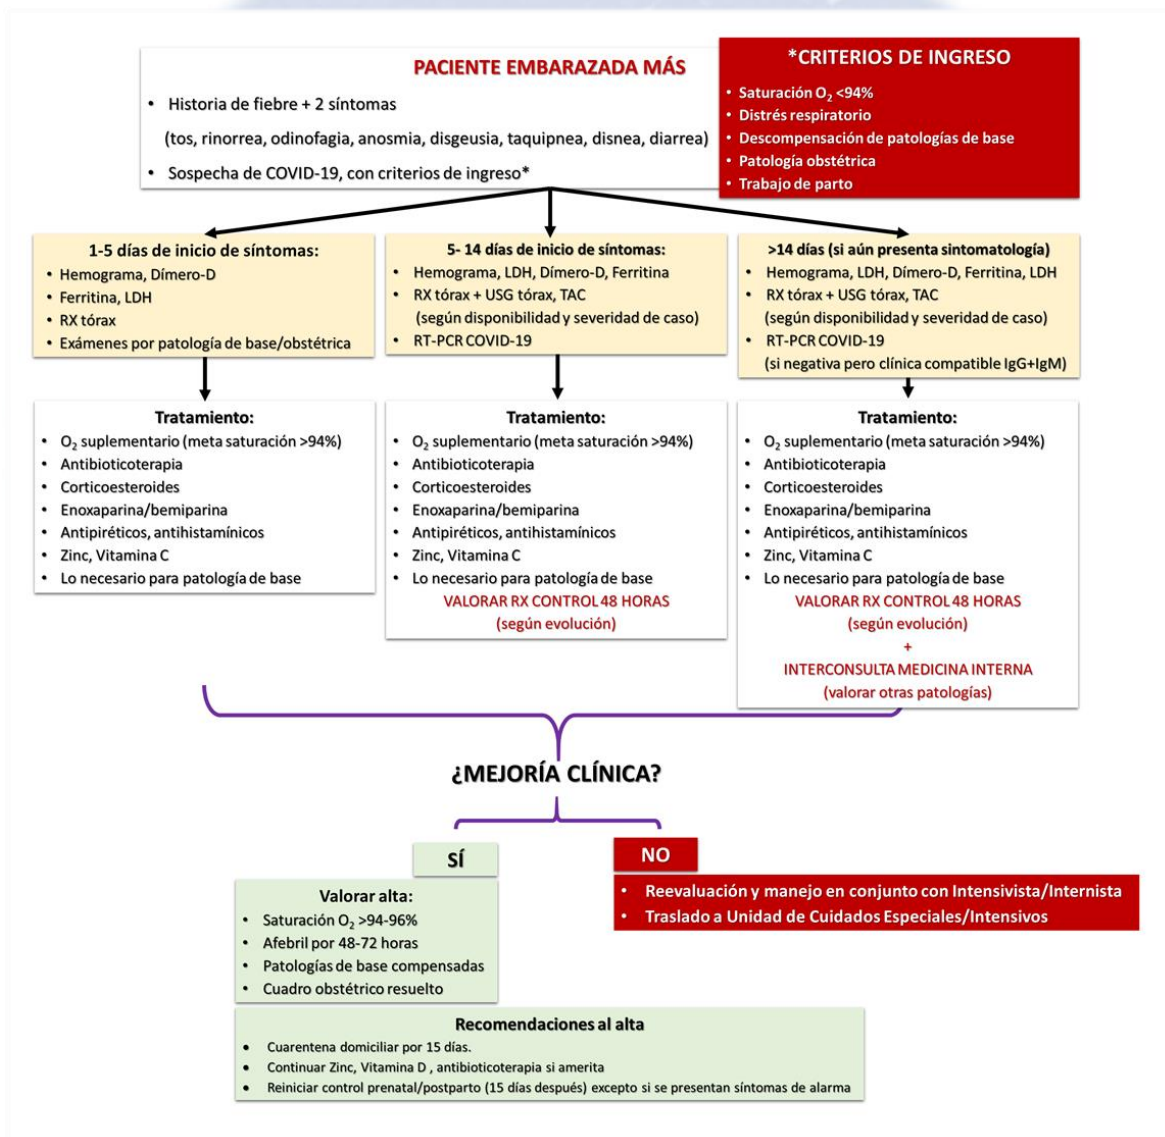 PACIENTE EMBARAZADA MÁS
• Historia de fiebre + 2 síntomas
(tos, rinorrea, odinofagia, anosmia, disgeusia, taquipnea, disnea, diarrea)
• Sospecha de COVID-19, con criterios de ingreso*
*CRITERIOS DE INGRESO
• Saturación O₂ <94%
• Distrés respiratorio
• Descompensación de patologías de base
• Patología obstétrica
• Trabajo de parto
1-5 días de inicio de síntomas:
• Hemograma, Dímero-D
• Ferritina, LDH
• RX tórax
• Exámenes por patología de base/obstétrica
5- 14 días de inicio de síntomas:
• Hemograma, LDH, Dímero-D, Ferritina
• RX tórax + USG tórax, TAC
(según disponibilidad y severidad de caso)
• RT-PCR COVID-19
>14 días (si aún presenta sintomatología)
• Hemograma, LDH, Dímero-D, Ferritina, LDH
• RX tórax + USG tórax, TAC
(según disponibilidad y severidad de caso)
• RT-PCR COVID-19
(si negativa pero clínica compatible IgG+IgM)
Tratamiento:
• O₂ suplementario (meta saturación >94%)
• Antibioticoterapia
• Corticoesteroides
• Enoxaparina/bemiparina
• Antipiréticos, antihistamínicos
• Zinc, Vitamina C
• Lo necesario para patología de base
Tratamiento:
• O₂ suplementario (meta saturación >94%)
• Antibioticoterapia
• Corticoesteroides
• Enoxaparina/bemiparina
• Antipiréticos, antihistamínicos
• Zinc, Vitamina C
• Lo necesario para patología de base
VALORAR RX CONTROL 48 HORAS
(según evolución)
Tratamiento:
• O₂ suplementario (meta saturación >94%)
• Antibioticoterapia
• Corticoesteroides
• Enoxaparina/bemiparina
• Antipiréticos, antihistamínicos
• Zinc, Vitamina C
• Lo necesario para patología de base
VALORAR RX CONTROL 48 HORAS
(según evolución)
+
INTERCONSULTA MEDICINA INTERNA
(valorar otras patologías)
¿MEJORÍA CLÍNICA?
SÍ
Valorar alta:
• Saturación O₂ >94-96%
• Afebril por 48-72 horas
• Patologías de base compensadas
• Cuadro obstétrico resuelto
NO
• Reevaluación y manejo en conjunto con Intensivista/Internista
• Traslado a Unidad de Cuidados Especiales/Intensivos
Recomendaciones al alta
• Cuarentena domiciliar por 15 días.
• Continuar Zinc, Vitamina D , antibioticoterapia si amerita
• Reiniciar control prenatal/postparto (15 días después) excepto si se presentan síntomas de alarma